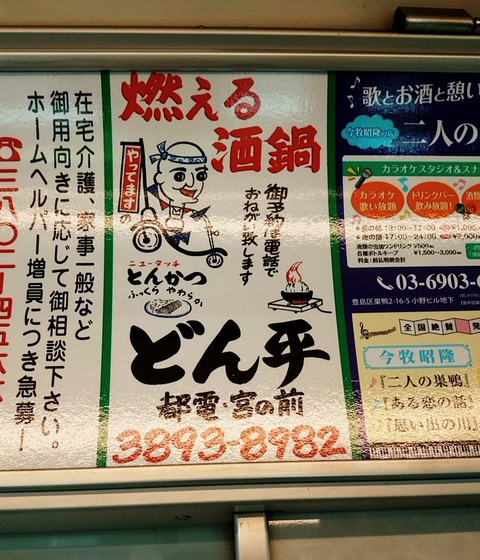 在宅介護、家事一般など
御用向きに応じて御相談下さい。
ホームヘルパー増員につき急募!
燃える
酒鍋
やってます
の
御予約は電話で
おねがい致します
ニュータッチ
とんかつ
ふっくら やわらか。
どん平
都電・宮の前
3893-8982
歌とお酒と憩い
今牧昭隆の店
二人の
カラオケスタジオ&スナ
カラオケ
歌い放題
ドリンクバー
飲み放題!
03-6903-
豊島区巣鴨2-16-5 小野ビル地下
全国絶賛発
今牧昭隆
『二人の巣鴨』
『ある恋の話』
『思い出の川』